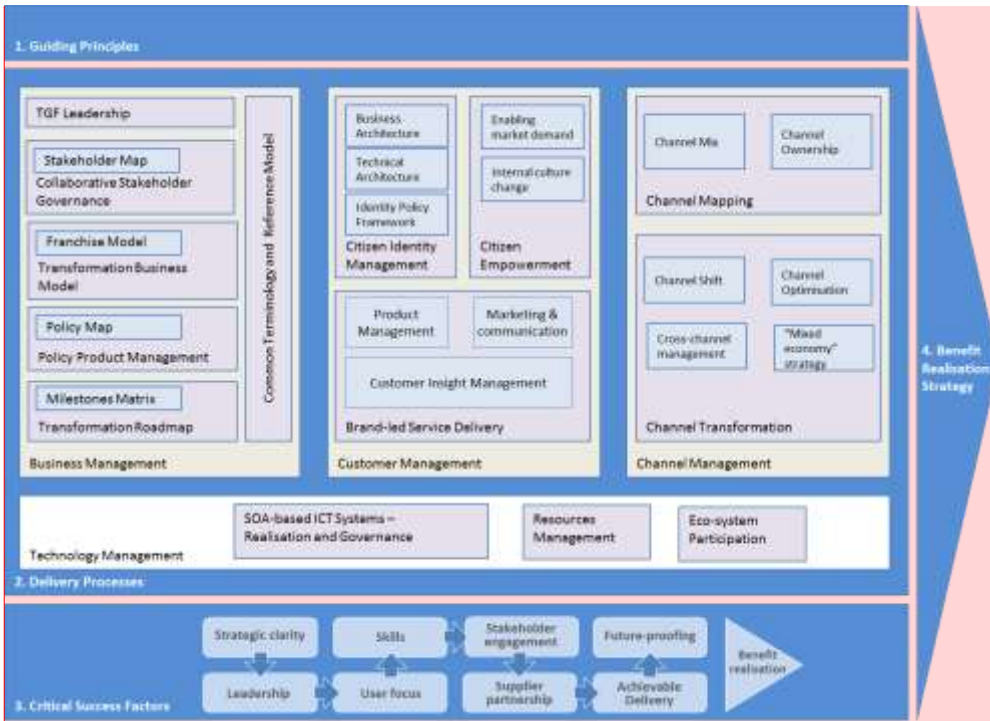 1. Guiding Principles
TGF Leadership
Stakeholder Map
Collaborative Stakeholder
Governance
Franchise Model
Transformation Business
Model
Policy Map
Policy Product Management
Milestones Matrix
Transformation Roadmap
Common Terminology and Reference Model
Business Management
Business
Architecture
Technical
Architecture
Identity Policy
Framework
Citizen Identity
Management
Enabling
market demand
Internal culture
change
Citizen
Empowerment
Product
Management
Marketing &
communication
Customer Insight Management
Brand-led Service Delivery
Customer Management
Channel Mix
Channel
Ownership
Channel Mapping
Channel Shift
Channel
Optimisation
Cross-channel
management
"Mixed
economy"
strategy
Channel Transformation
Channel Management
SOA-based ICT Systems –
Realisation and Governance
Resources
Management
Eco-system
Participation
Technology Management
2. Delivery Processes
Strategic clarity
Skills
Stakeholder
engagement
Future-proofing
Leadership
User focus
Supplier
partnership
Achievable
Delivery
Benefit
realisation
3. Critical Success Factors
4. Benefit
Realisation
Strategy